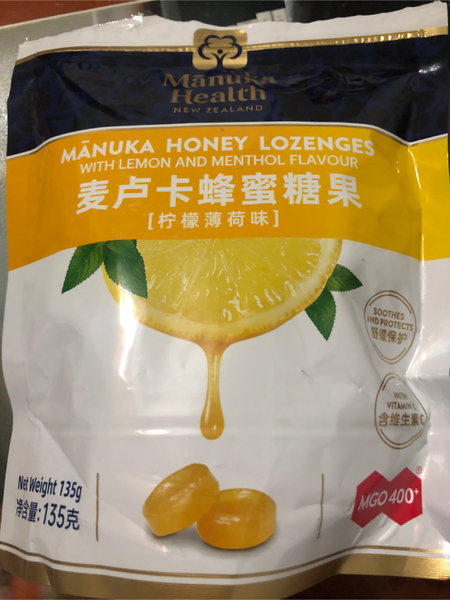 Mānuka
Health
NEW ZEALAND
MĀNUKA HONEY LOZENGES
WITH LEMON AND MENTHOL FLAVOUR
麦卢卡蜂蜜糖果
[柠檬薄荷味]
SOOTHES
AND PROTECTS
舒缓保护
WITH
VITAMIN C
含维生素C
MGO 400+
®
Net Weight 135g
净含量:135克